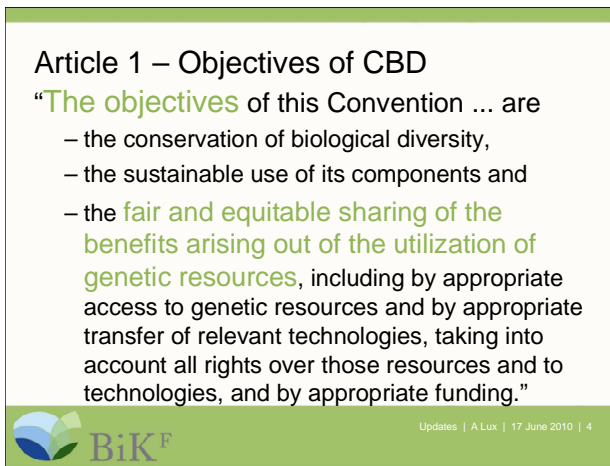 Article 1 – Objectives of CBD
“The objectives of this Convention ... are
– the conservation of biological diversity,
– the sustainable use of its components and
– the fair and equitable sharing of the
benefits arising out of the utilization of
genetic resources, including by appropriate
access to genetic resources and by appropriate
transfer of relevant technologies, taking into
account all rights over those resources and to
technologies, and by appropriate funding.”
Updates | A Lux | 17 June 2010 | 4
BiK F